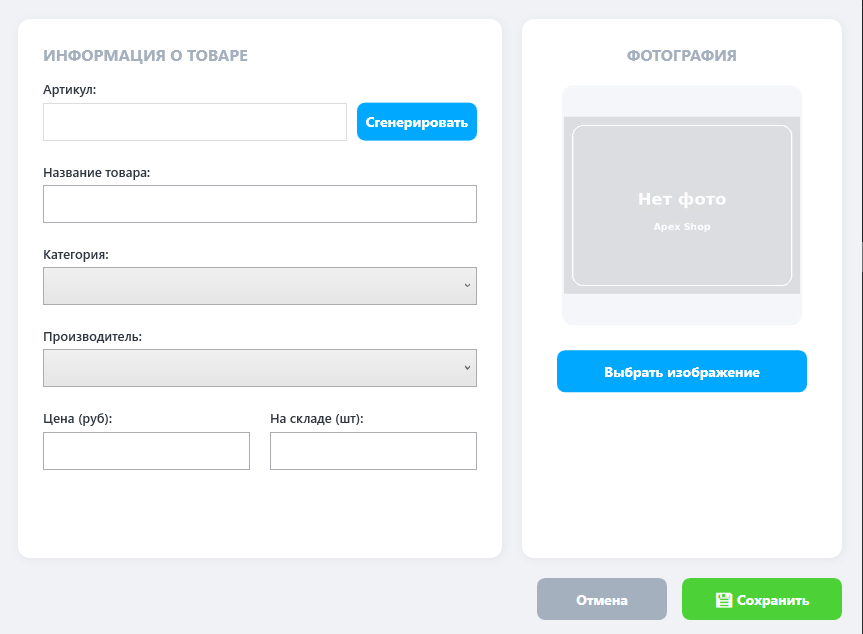 ИНФОРМАЦИЯ О ТОВАРЕ
Артикул:
Сгенерировать
Название товара:
Категория:
Производитель:
Цена (руб):
На складе (шт):
ФОТОГРАФИЯ
Нет фото
Apex Shop
Выбрать изображение
Отмена
Сохранить